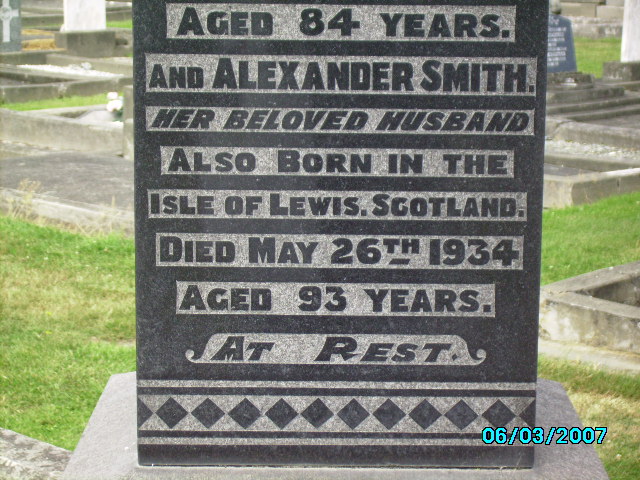 AGED 84 YEARS.
AND ALEXANDER SMITH.
HER BELOVED HUSBAND
ALSO BORN IN THE
ISLE OF LEWIS. SCOTLAND.
DIED MAY 26TH 1934
AGED 93 YEARS.
AT REST.
06/03/2007